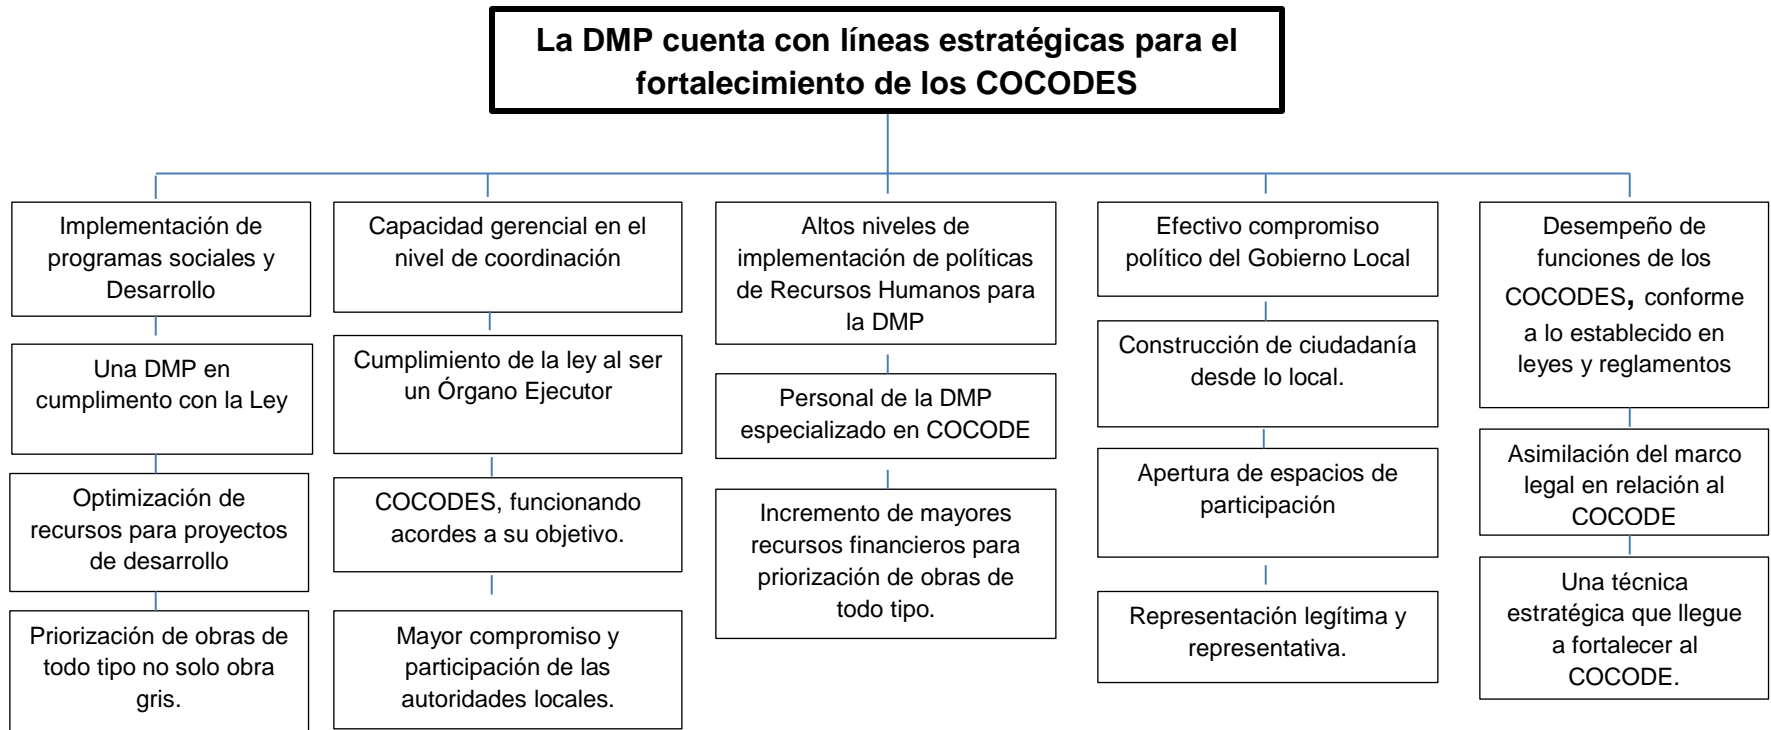 La DMP cuenta con líneas estratégicas para el
fortalecimiento de los COCODES
Implementación de
programas sociales y
Desarrollo
Una DMP en
cumplimento con la Ley
Optimización de
recursos para proyectos
de desarrollo
Priorización de obras de
todo tipo no solo obra
gris.
Capacidad gerencial en el
nivel de coordinación
Cumplimiento de la ley al ser
un Órgano Ejecutor
COCODES, funcionando
acordes a su objetivo.
Mayor compromiso y
participación de las
autoridades locales.
Altos niveles de
implementación de políticas
de Recursos Humanos para
la DMP
Personal de la DMP
especializado en COCODE
Incremento de mayores
recursos financieros para
priorización de obras de
todo tipo.
Efectivo compromiso
político del Gobierno Local
Construcción de ciudadanía
desde lo local.
Apertura de espacios de
participación
Representación legítima y
representativa.
Desempeño de
funciones de los
COCODES, conforme
a lo establecido en
leyes y reglamentos
Asimilación del marco
legal en relación al
COCODE
Una técnica
estratégica que llegue
a fortalecer al
COCODE.